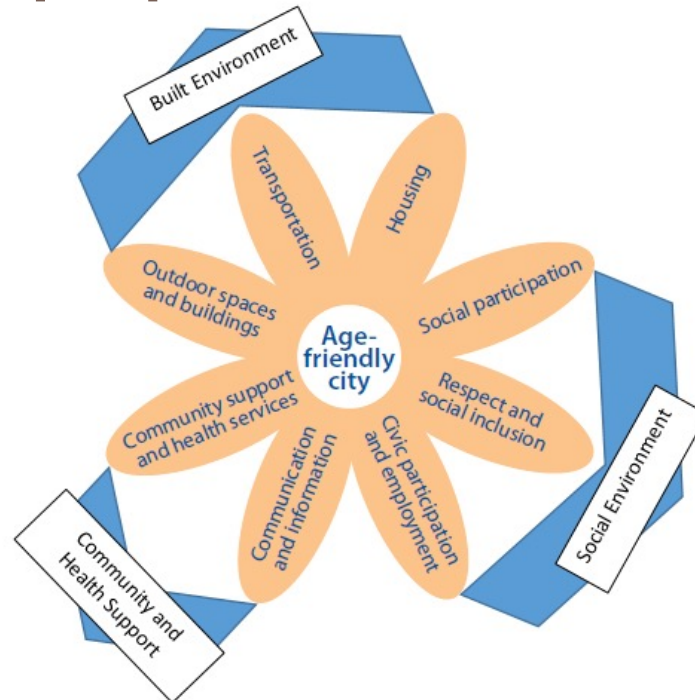 Built Environment
Transportation
Housing
Outdoor spaces
and buildings
Social participation
Age-
friendly
city
Community support
and health services
Respect and
social inclusion
Communication
and information
Civic participation
and employment
Social Environment
Community and
Health Support